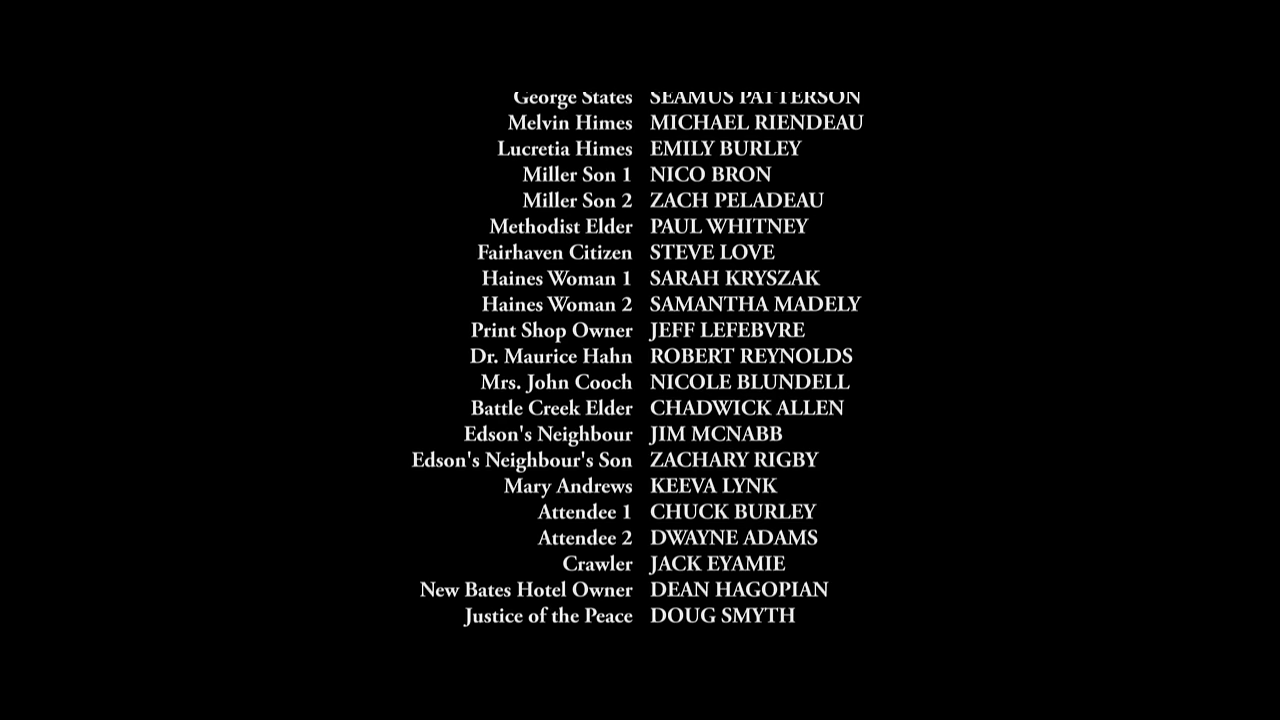 George States SEAMUS PATTERSON
Melvin Himes MICHAEL RIENDEAU
Lucretia Himes EMILY BURLEY
Miller Son 1 NICO BRON
Miller Son 2 ZACH PELADEAU
Methodist Elder PAUL WHITNEY
Fairhaven Citizen STEVE LOVE
Haines Woman 1 SARAH KRYSZAK
Haines Woman 2 SAMANTHA MADELY
Print Shop Owner JEFF LEFEBVRE
Dr. Maurice Hahn ROBERT REYNOLDS
Mrs. John Cooch NICOLE BLUNDELL
Battle Creek Elder CHADWICK ALLEN
Edson's Neighbour JIM MCNABB
Edson's Neighbour's Son ZACHARY RIGBY
Mary Andrews KEEVA LYNK
Attendee 1 CHUCK BURLEY
Attendee 2 DWAYNE ADAMS
Crawler JACK EYAMIE
New Bates Hotel Owner DEAN HAGOPIAN
Justice of the Peace DOUG SMYTH